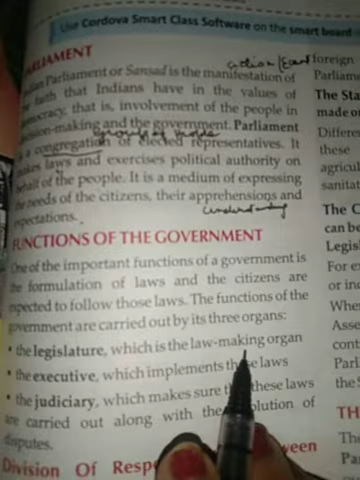 Use Cordova Smart Class Software on the smart board
PARLIAMENT
Indian Parliament or Sansad is the manifestation of
faith that Indians have in the values of
democracy, that is, involvement of the people in
decision-making and the government. Parliament
is a congregation of elected representatives. It
makes laws and exercises political authority on
behalf of the people. It is a medium of expressing
the needs of the citizens, their apprehensions and
understanding
expectations.
FUNCTIONS OF THE GOVERNMENT
One of the important functions of a government is
the formulation of laws and the citizens are
expected to follow those laws. The functions of the
government are carried out by its three organs:
• the legislature, which is the law-making organ
• the executive, which implements these laws
• the judiciary, which makes sure these laws
are carried out along with the
disputes.
Division Of
foreign
Parliame
The Sta
made o
Differe
these
agricul
sanitat
The C
can be
Legis
For e
or in
When
Asse
cont
Parl
the S
TH
The
Par